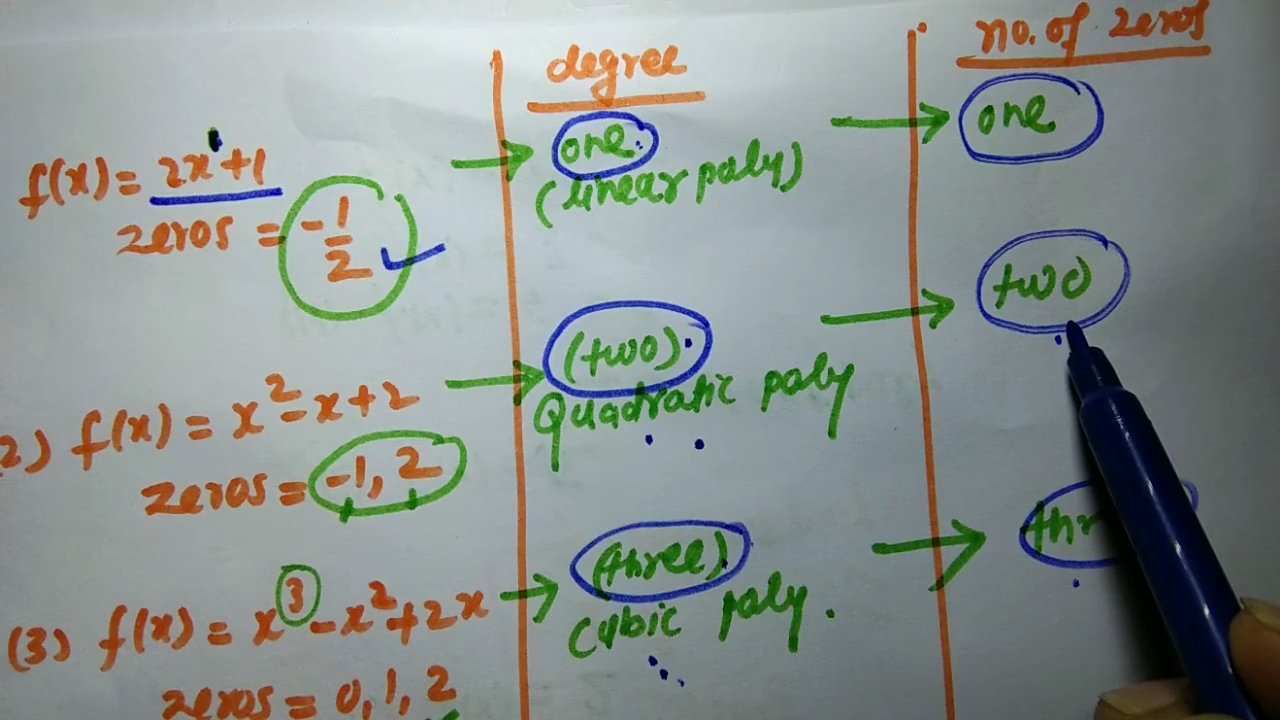 degree
no. of zeros
f(x) = 2x+1
one.
(linear poly)
one
zeros = -1/2
2) f(x) = x²-x+2
(two).
Quadratic poly
two
zeros = -1, 2
(3) f(x) = x³-x²+2x
(three)
Cubic poly.
thr
zeros = 0, 1, 2